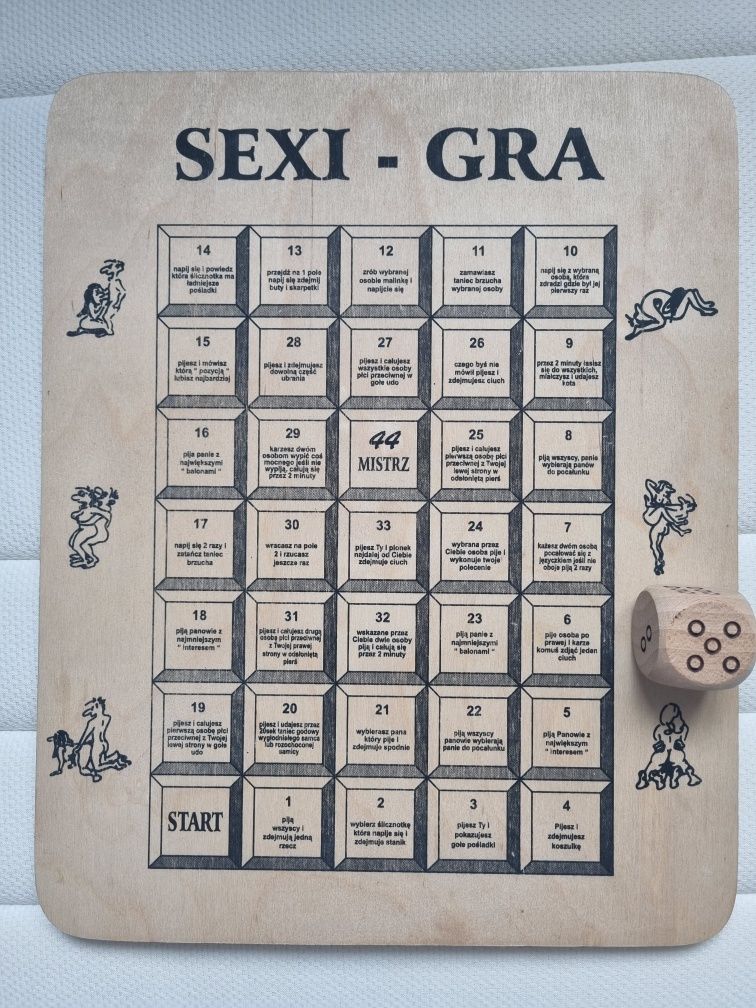 SEXI - GRA
14
napij się i powiedz
która ślicznotka ma
ładniejsze
pośladki
13
przejdź na 1 pole
napij się zdejmij
buty i skarpetki
12
zrób wybranej
osobie malinkę i
napijcie się
11
zamawiasz
taniec brzucha
wybranej osoby
10
napij się z wybraną
osobą, która
zdradzi gdzie był jej
pierwszy raz
15
pijesz i mówisz
którą " pozycję "
lubisz najbardziej
28
pijesz i zdejmujesz
dowolną część
ubrania
27
pijesz i całujesz
wszystkie osoby
płci przeciwnej w
gołe udo
26
czego byś nie
mówił pijesz i
zdejmujesz ciuch
9
przez 2 minuty łasisz
się do wszystkich,
miałczysz i udajesz
kota
16
pija panie z
największymi
" balonami "
29
karzesz dwóm
osobom wypić coś
mocnego jeśli nie
wypiją, całują się
przez 2 minuty
44
MISTRZ
25
pijesz i całujesz
pierwszą osobę płci
przeciwnej z Twojej
lewej strony w
odsłoniętą pierś
8
piją wszyscy, panie
wybierają panów
do pocałunku
17
napij się 2 razy i
zatańcz taniec
brzucha
30
wracasz na pole
2 i rzucasz
jeszcze raz
33
pijesz Ty i pionek
najdalej od Ciebie
zdejmuje ciuch
24
wybrana przez
Ciebie osoba pije i
wykonuje twoje
polecenie
7
każesz dwóm osobą
pocałować się z
języczkiem jeśli nie
oboje piją 2 razy
18
piją panowie z
najmniejszym
" interesem "
31
pijesz i całujesz drugą
osobę płci przeciwnej
z Twojej prawej
strony w odsłoniętą
pierś
32
wskazane przez
Ciebie dwie osoby
piją i całują się
przez 2 minuty
23
piją panie z
najmniejszymi
" balonami "
6
pije osoba po
prawej i karze
komuś zdjąć jeden
ciuch
19
pijesz i całujesz
pierwszą osobę płci
przeciwnej z Twojej
lewej strony w gołe
udo
20
pijesz i udajesz przez
20sek taniec godowy
wygłodniałego samca
lub rozochoconej
samicy
21
wybierasz pana
który pije i
zdejmuje spodnie
22
piją wszyscy
panowie wybierają
panie do pocałunku
5
piją Panowie z
największym
" interesem "
START
1
piją
wszyscy i
zdejmują jedną
rzecz
2
wybierz ślicznotkę
która napije się i
zdejmuje stanik
3
pijesz Ty i
pokazujesz
gołe pośladki
4
Pijesz i
zdejmujesz
koszulkę